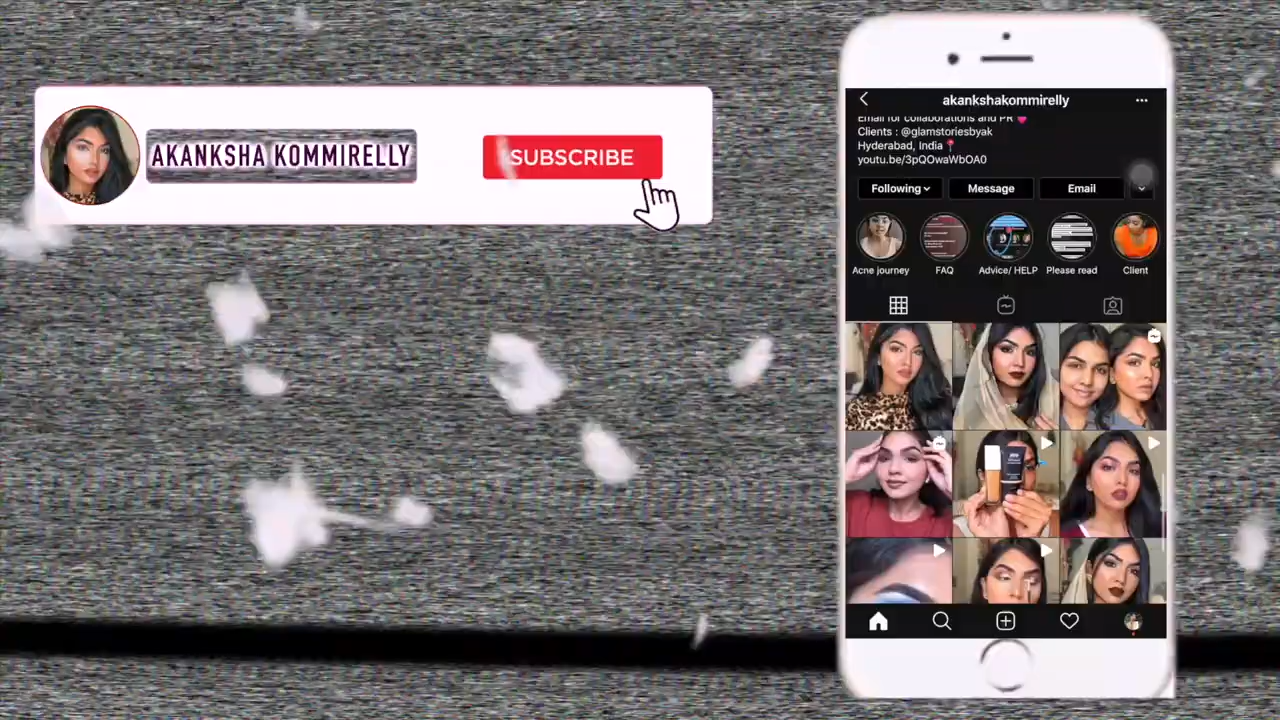 AKANKSHA KOMMIRELLY
SUBSCRIBE
akankshakommirelly
Email for collaborations and PR
Clients : @glamstoriesbyak
Hyderabad, India
youtu.be/3pQOwaWbOA0
Following
Message
Email
Acne journey
FAQ
Advice/ HELP
Please read
Client